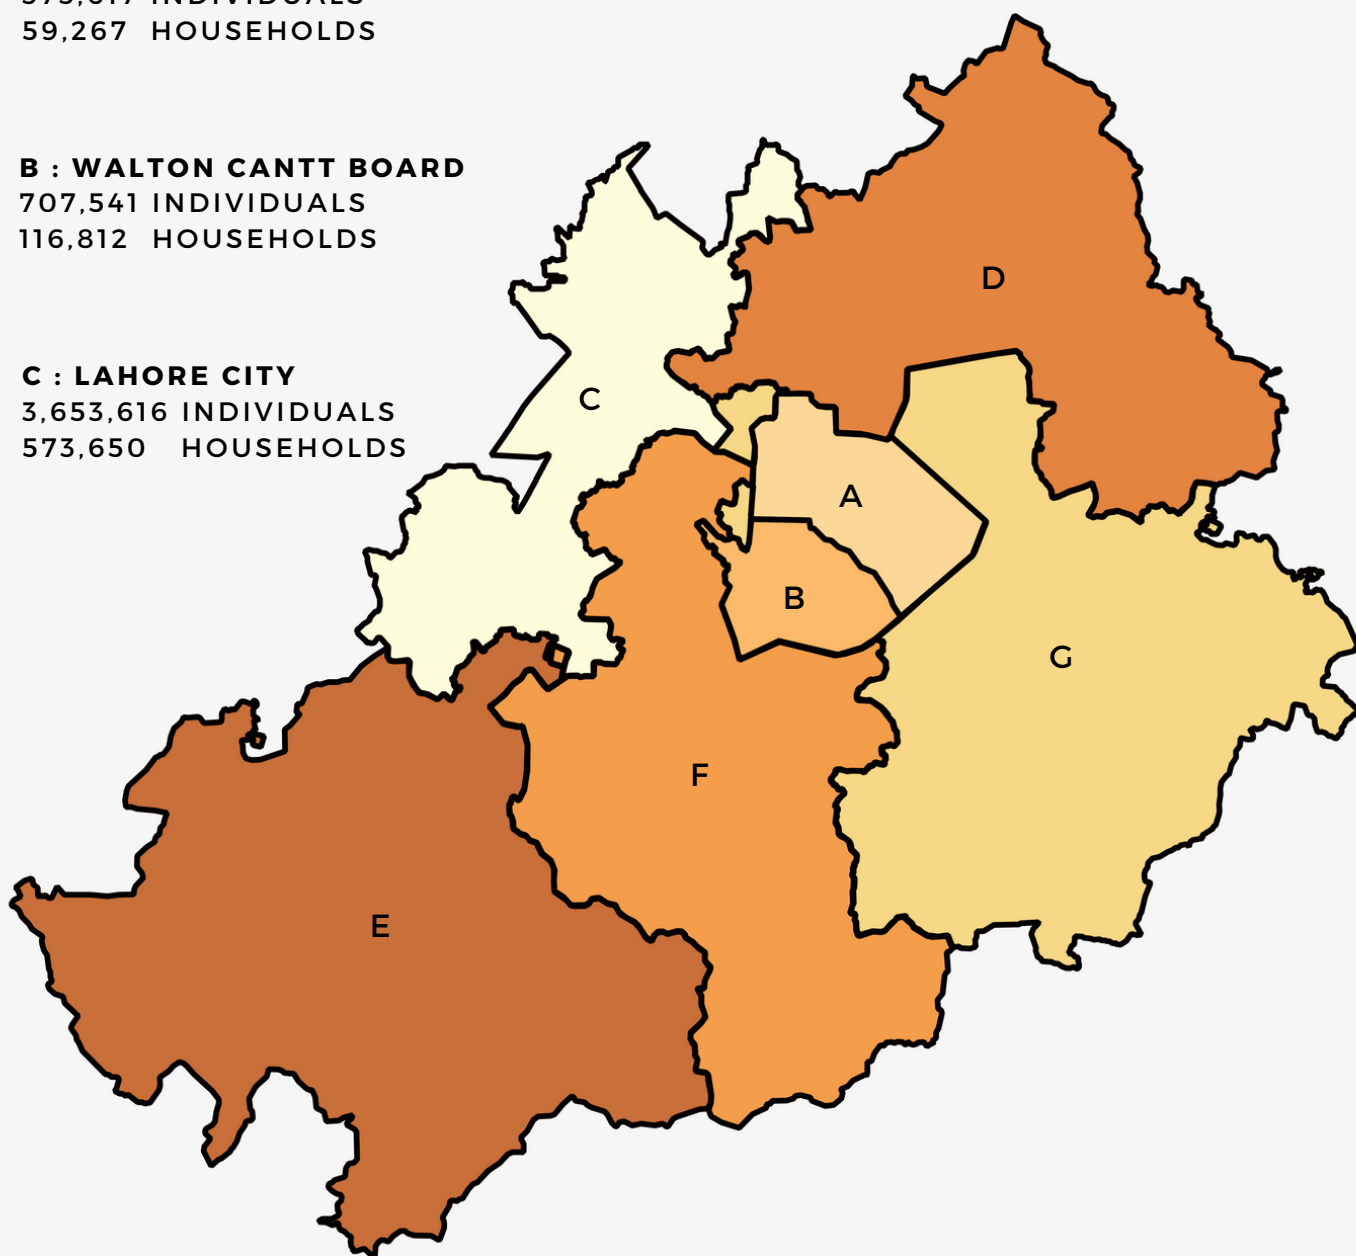 59,267 HOUSEHOLDS
B : WALTON CANTT BOARD
707,541 INDIVIDUALS
116,812 HOUSEHOLDS
C : LAHORE CITY
3,653,616 INDIVIDUALS
573,650 HOUSEHOLDS
D
C
A
B
G
F
E